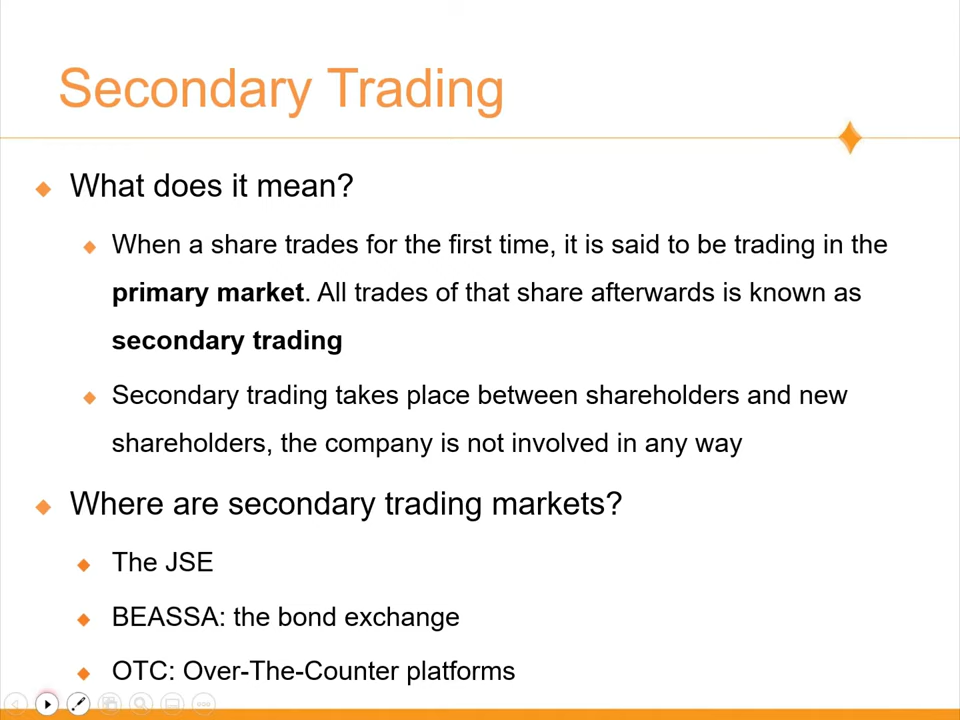 Secondary Trading
What does it mean?
When a share trades for the first time, it is said to be trading in the
primary market. All trades of that share afterwards is known as
secondary trading
Secondary trading takes place between shareholders and new
shareholders, the company is not involved in any way
Where are secondary trading markets?
The JSE
BEASSA: the bond exchange
OTC: Over-The-Counter platforms